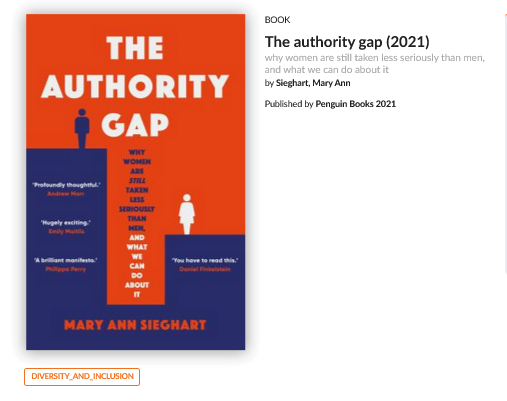 THE
AUTHORITY
GAP
WHY
WOMEN
ARE
STILL
TAKEN
LESS
SERIOUSLY
THAN
MEN,
AND
WHAT
WE
CAN
DO
ABOUT
IT
'Profoundly thoughtful.'
Andrew Marr
'Hugely exciting.'
Emily Maitlis
'A brilliant manifesto.'
Philippa Perry
'You have to read this.'
Daniel Finkelstein
MARY ANN SIEGHART
BOOK
The authority gap (2021)
why women are still taken less seriously than men,
and what we can do about it
by Sieghart, Mary Ann
Published by Penguin Books 2021
DIVERSITY_AND_INCLUSION